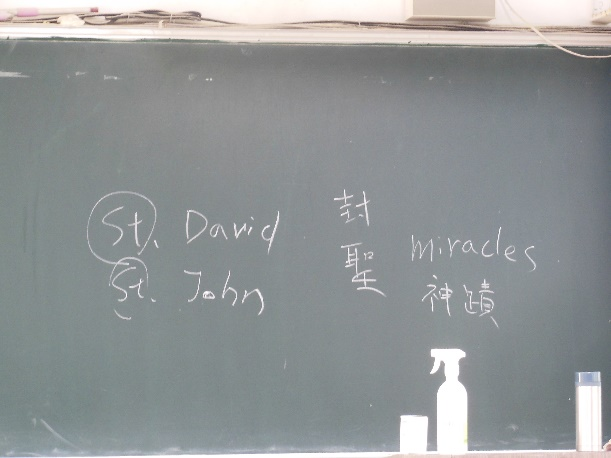 St. David
St. John
封聖
miracles
神蹟